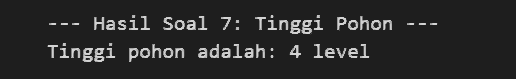 --- Hasil Soal 7: Tinggi Pohon ---
Tinggi pohon adalah: 4 level